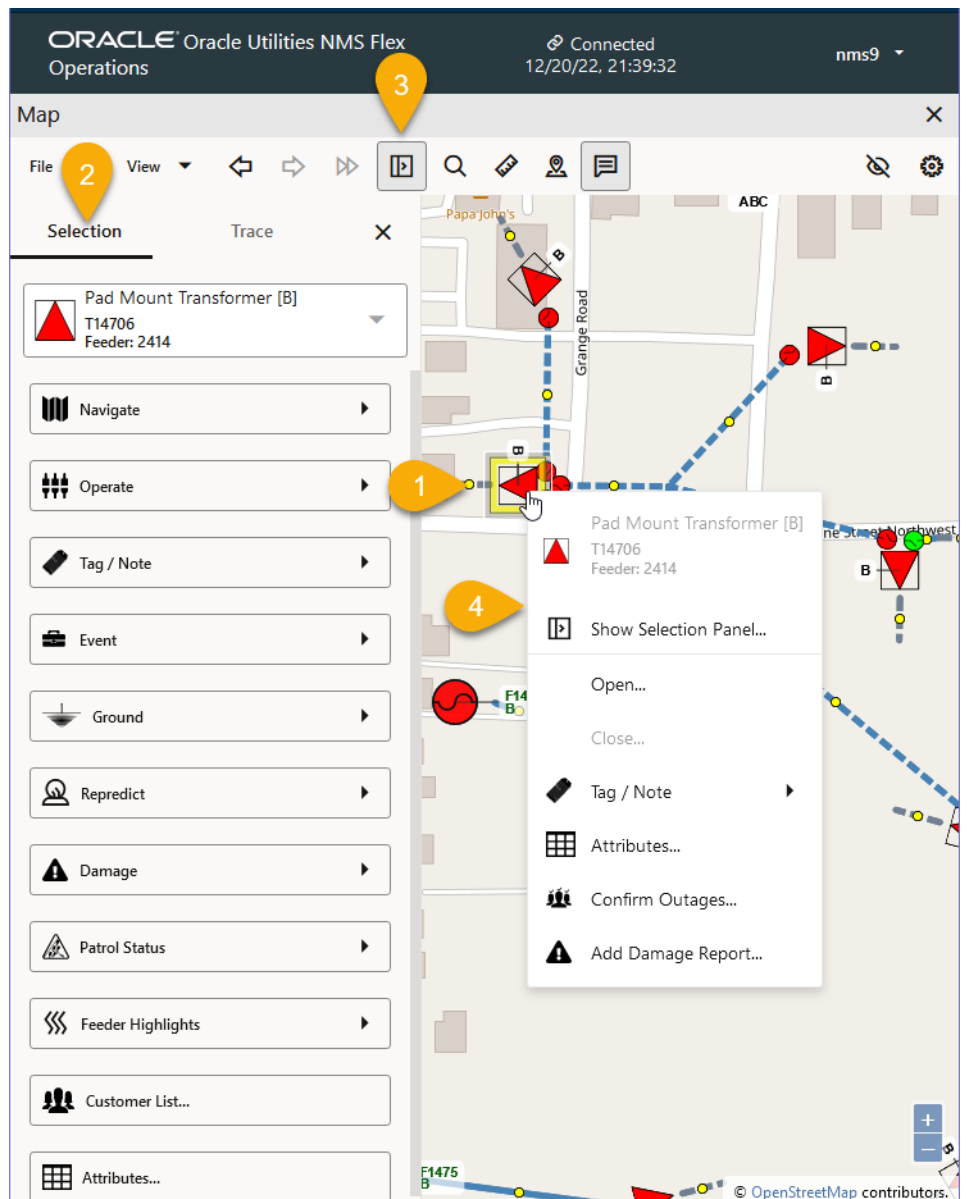 ORACLE Oracle Utilities NMS Flex
Operations
Connected
12/20/22, 21:39:32
nms9
3
Map
File
2
View
Selection
Trace
Pad Mount Transformer [B]
T14706
Feeder: 2414
Navigate
Operate
Tag / Note
Event
Ground
Repredict
Damage
Patrol Status
Feeder Highlights
Customer List...
Attributes...
Papa John's
ABC
B
Grange Road
B
B
1
ne Street Northwest
B
Pad Mount Transformer [B]
T14706
Feeder: 2414
4
Show Selection Panel...
Open...
Close...
Tag / Note
Attributes...
Confirm Outages...
Add Damage Report...
F14
B
+
–
B
F1475
B
© OpenStreetMap contributors.